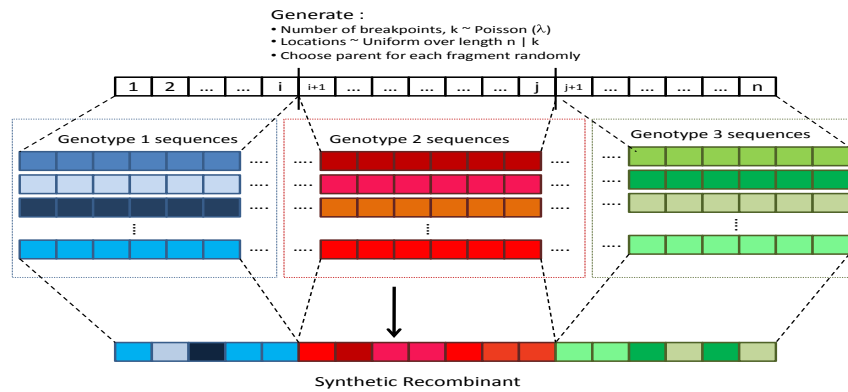 Generate :
• Number of breakpoints, k ~ Poisson (λ)
• Locations ~ Uniform over length n | k
• Choose parent for each fragment randomly
1 2 ... ... i i+1 ... ... ... ... ... j j+1 ... ... ... ... n
Genotype 1 sequences Genotype 2 sequences Genotype 3 sequences
.... .... .... ....
.... .... .... ....
.... .... .... ....
... ... ...
.... .... .... ....
Synthetic Recombinant